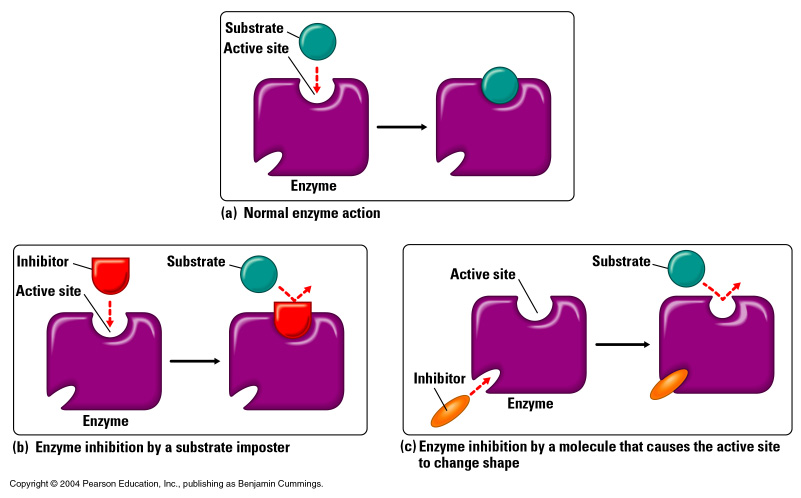 Substrate
Active site
Enzyme
(a) Normal enzyme action
Inhibitor
Substrate
Active site
Enzyme
(b) Enzyme inhibition by a substrate imposter
Substrate
Active site
Inhibitor
Enzyme
(c) Enzyme inhibition by a molecule that causes the active site
to change shape
Copyright © 2004 Pearson Education, Inc., publishing as Benjamin Cummings.